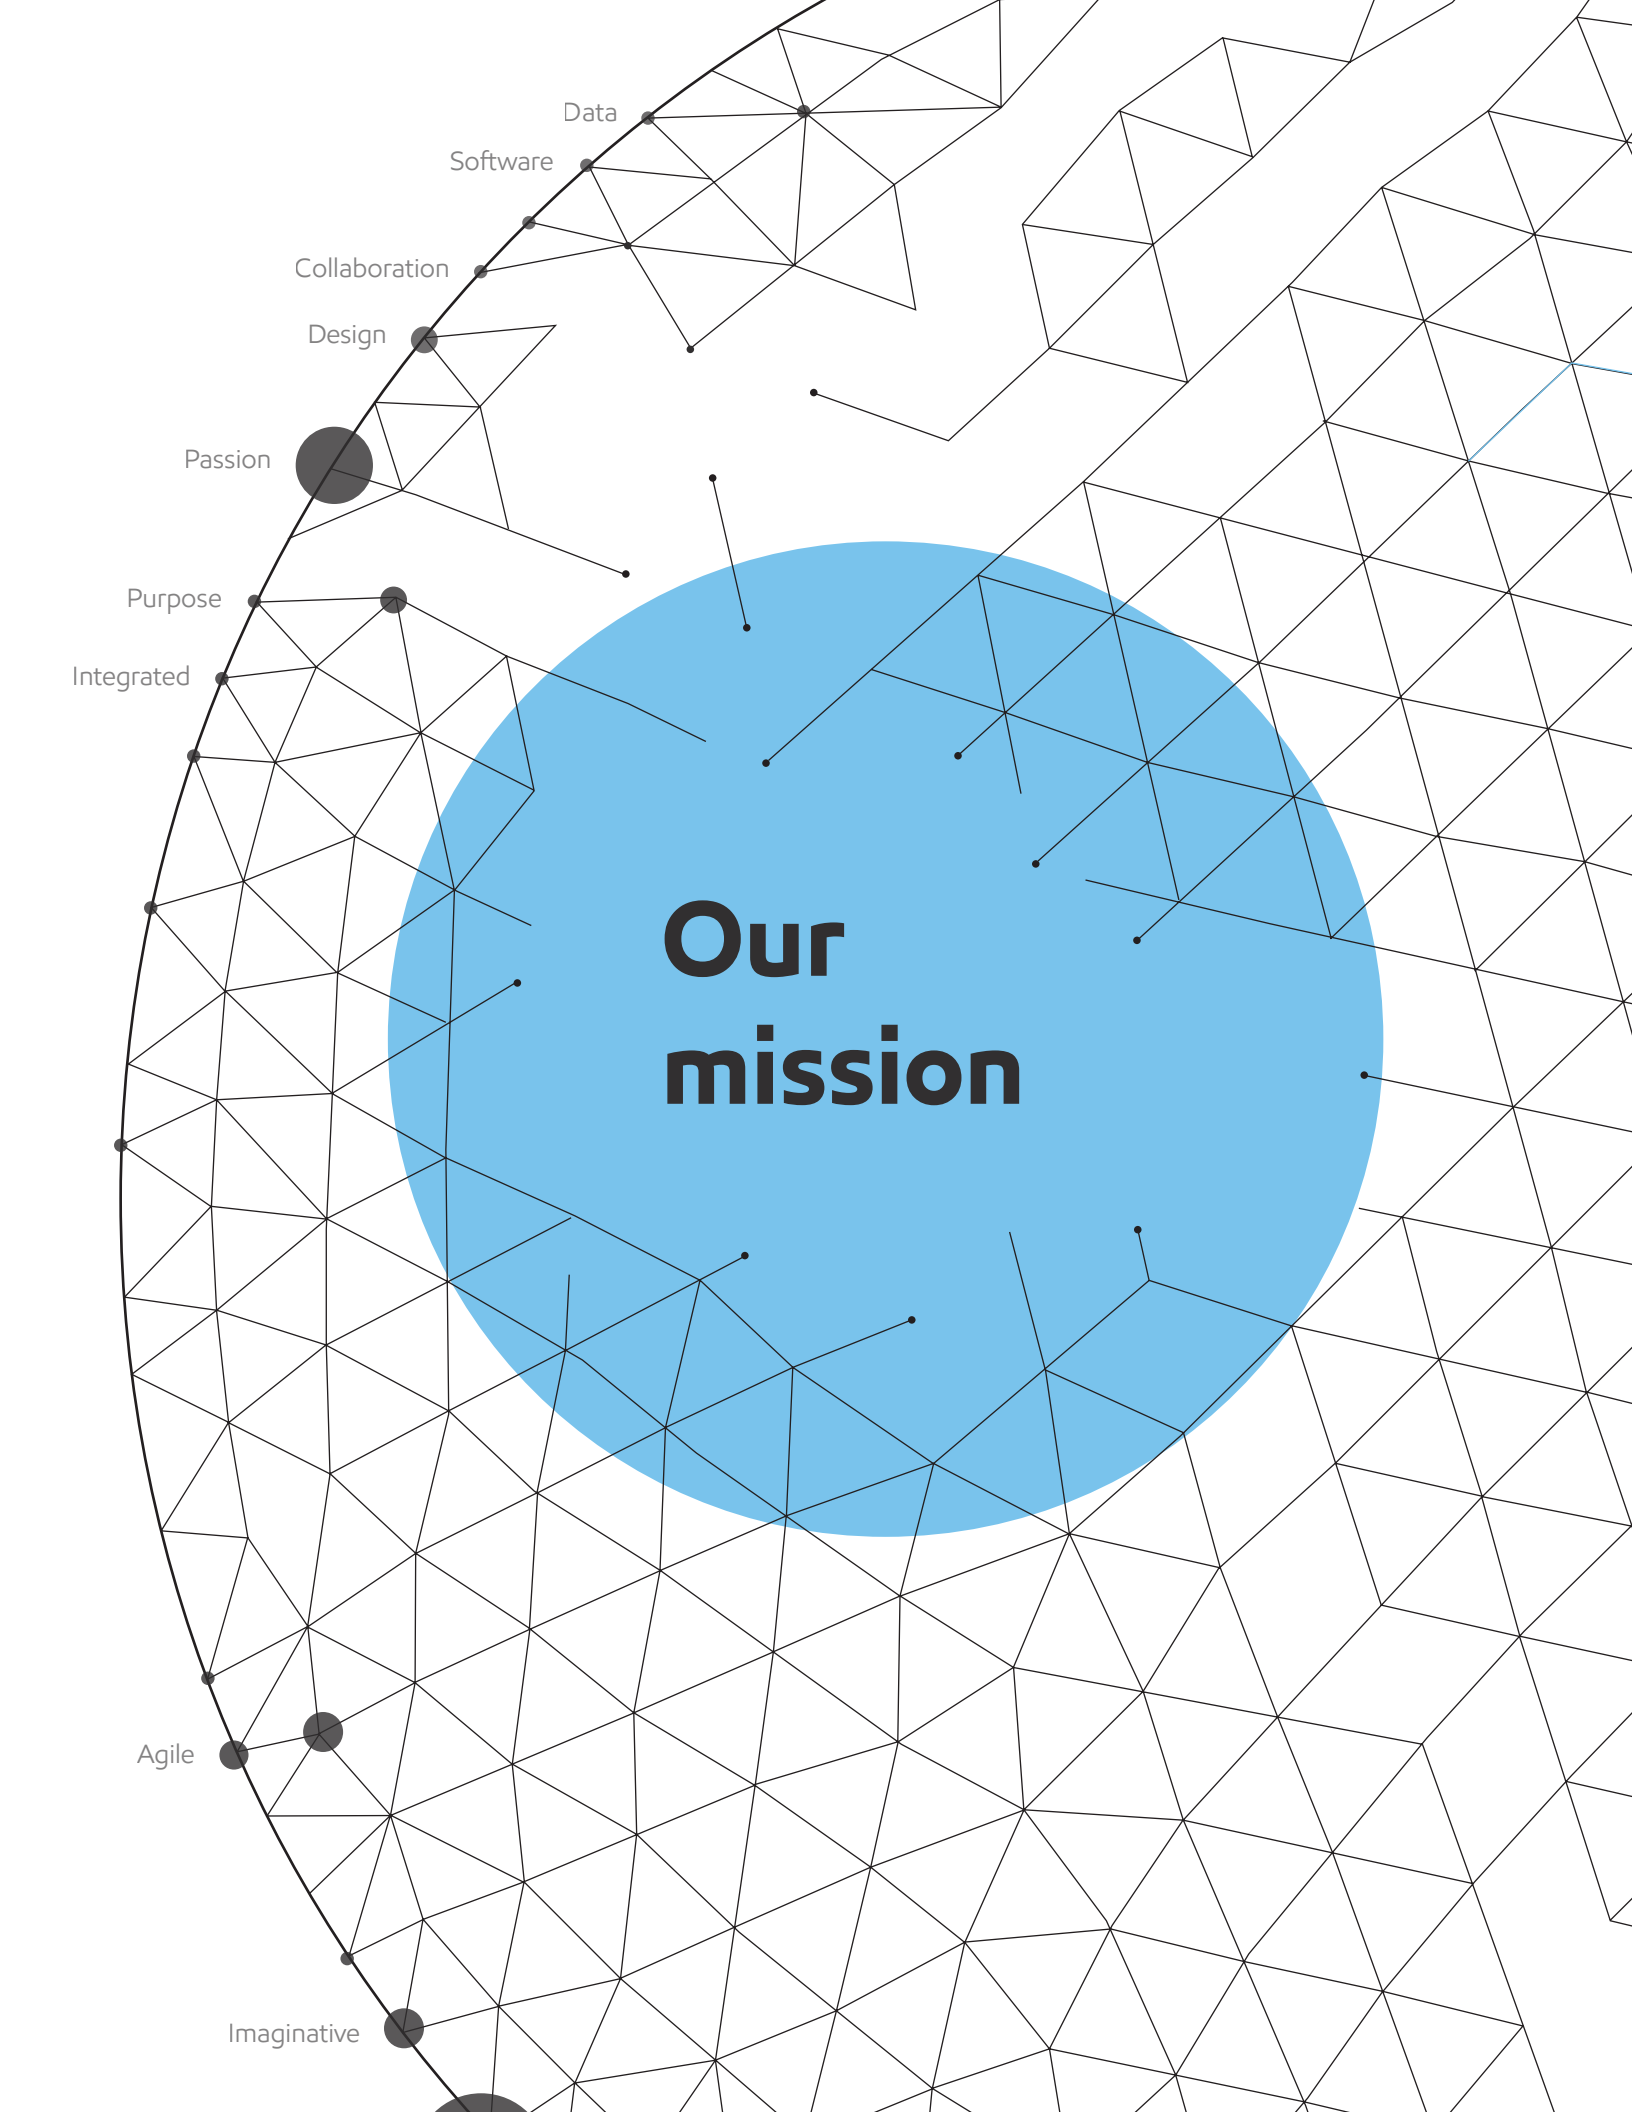 Data
Software
Collaboration
Design
Passion
Purpose
Integrated
Our
mission
Agile
Imaginative